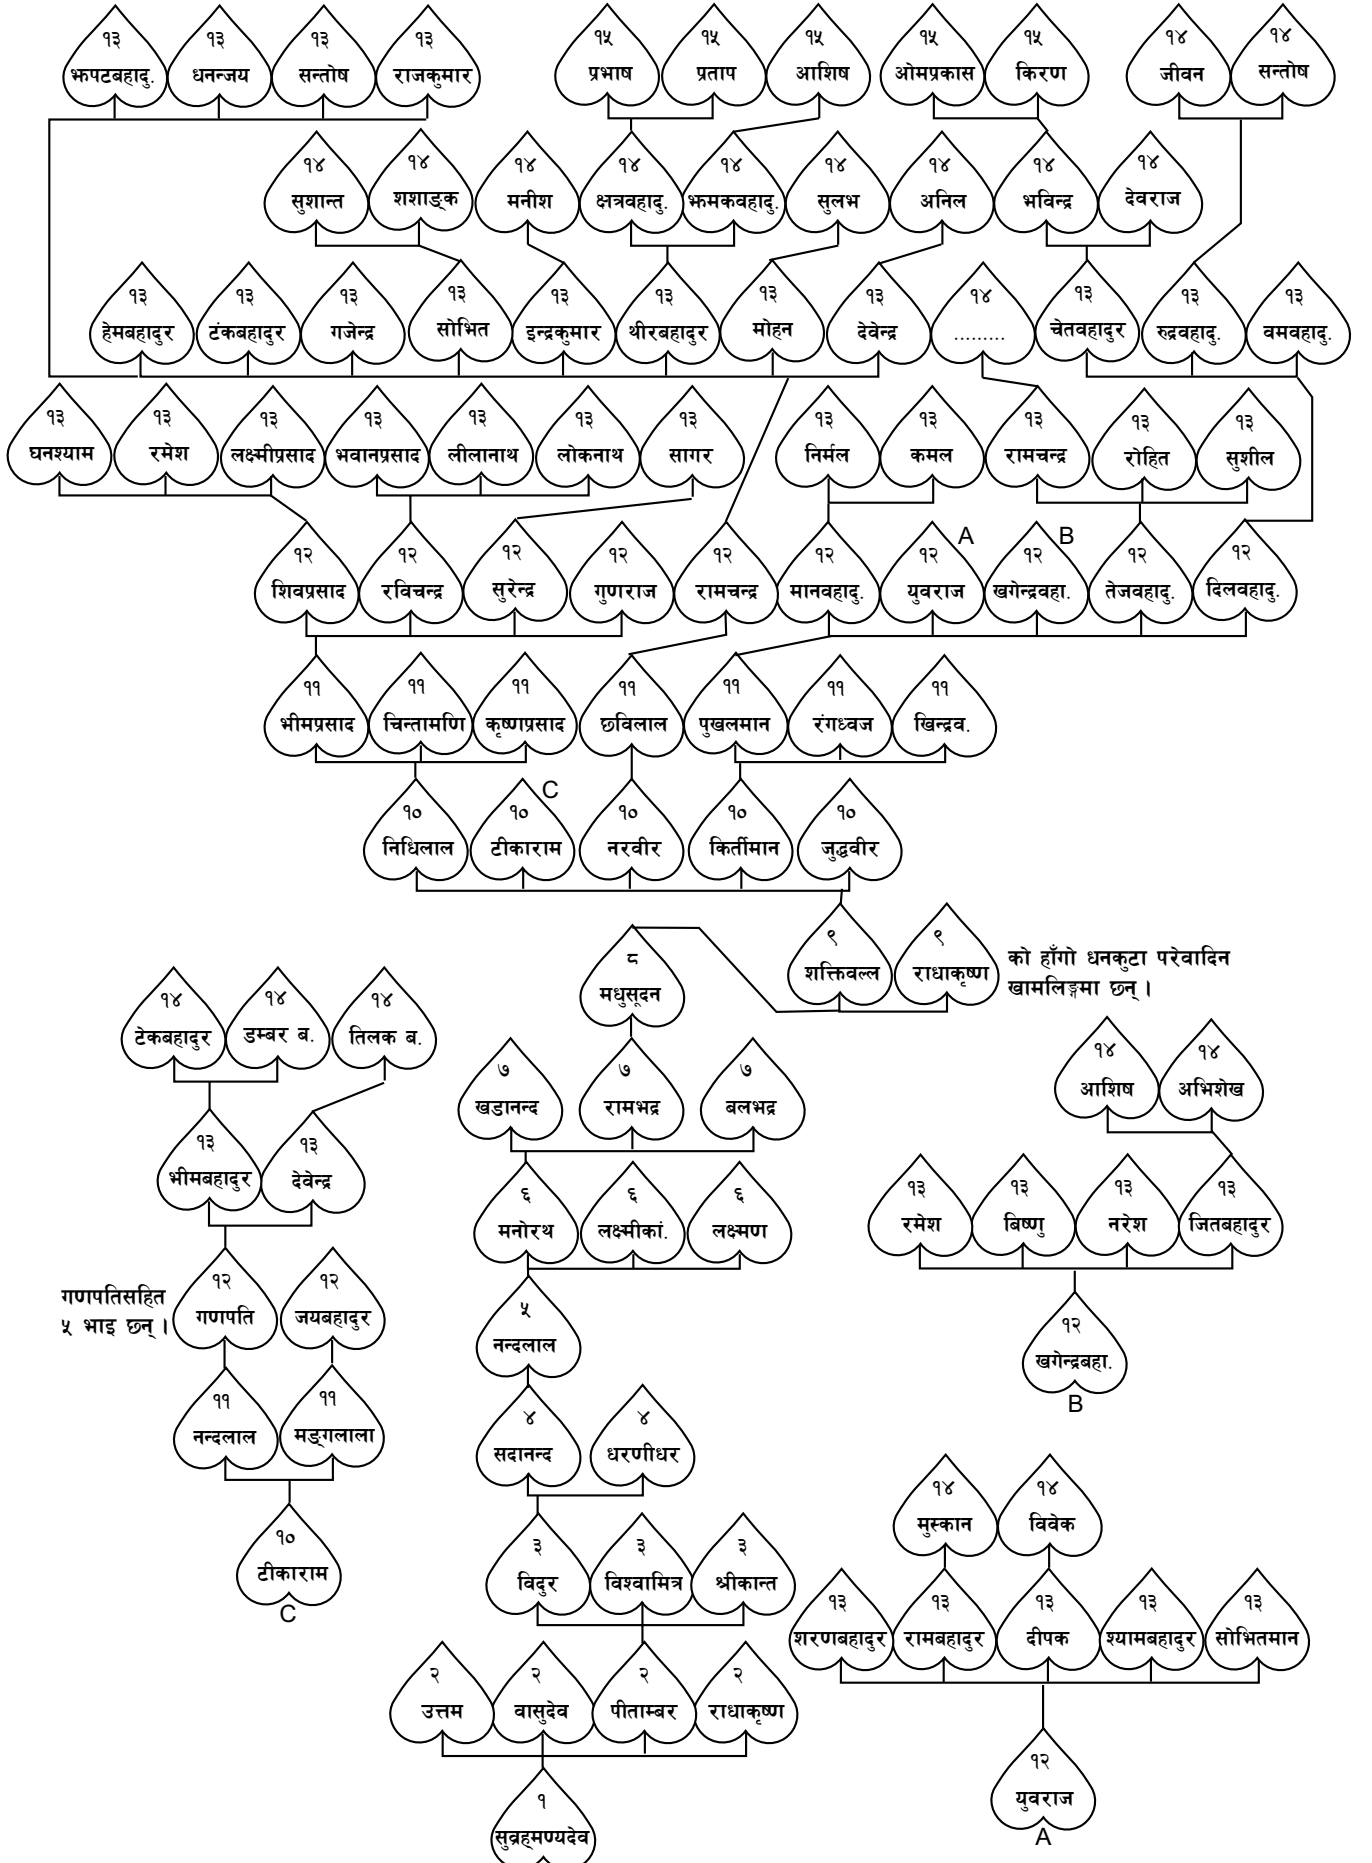 १३ १३ १३ १३ १५ १५ १५ १५ १५ १४ १४
झपटबहादु. धनन्जय सन्तोष राजकुमार प्रभाष प्रताप आशिष ओमप्रकास किरण जीवन सन्तोष
१४ १४ १४ १४ १४ १४ १४ १४ १४
सुशान्त शशाङ्क मनीश क्षत्रवहादु. झमकवहादु. सुलभ अनिल भविन्द्र देवराज
१३ १३ १३ १३ १३ १३ १३ १३ १४ १३ १३ १३
हेमबहादुर टंकबहादुर गजेन्द्र सोभित इन्द्रकुमार थीरबहादुर मोहन देवेन्द्र ......... चेतवहादुर रुद्रवहादु. वमवहादु.
१३ १३ १३ १३ १३ १३ १३ १३ १३ १३ १३ १३
घनश्याम रमेश लक्ष्मीप्रसाद भवानप्रसाद लीलानाथ लोकनाथ सागर निर्मल कमल रामचन्द्र रोहित सुशील
A B
१२ १२ १२ १२ १२ १२ १२ १२ १२ १२
शिवप्रसाद रविचन्द्र सुरेन्द्र गुणराज रामचन्द्र मानवहादु. युवराज खगेन्द्रवहा. तेजवहादु. दिलवहादु.
११ ११ ११ ११ ११ ११ ११
भीमप्रसाद चिन्तामणि कृष्णप्रसाद छविलाल पुखलमान रंगध्वज खिन्द्रव.
C
१० १० १० १० १०
निधिलाल टीकाराम नरवीर किर्तीमान जुद्धवीर
९ ९
शक्तिवल्ल राधाकृष्ण
को हाँगो धनकुटा परेवादिन
खामलिङ्गमा छन् ।
८
मधुसूदन
७ ७ ७
खडानन्द रामभद्र बलभद्र
६ ६ ६
मनोरथ लक्ष्मीकां. लक्ष्मण
५
नन्दलाल
४ ४
सदानन्द धरणीधर
३ ३ ३
विदुर विश्वामित्र श्रीकान्त
२ २ २ २
उत्तम वासुदेव पीताम्बर राधाकृष्ण
१
सुब्रह्मण्यदेव
१४ १४ १४
टेकबहादुर डम्बर ब. तिलक ब.
१३ १३
भीमबहादुर देवेन्द्र
गणपतिसहित
५ भाइ छन् ।
१२ १२
गणपति जयबहादुर
११ ११
नन्दलाल मङ्गलाला
१०
टीकाराम
C
१४ १४
आशिष अभिशेख
१३ १३ १३ १३
रमेश बिष्णु नरेश जितबहादुर
१२
खगेन्द्रबहा.
B
१४ १४
मुस्कान विवेक
१३ १३ १३ १३ १३
शरणबहादुर रामबहादुर दीपक श्यामबहादुर सोभितमान
१२
युवराज
A